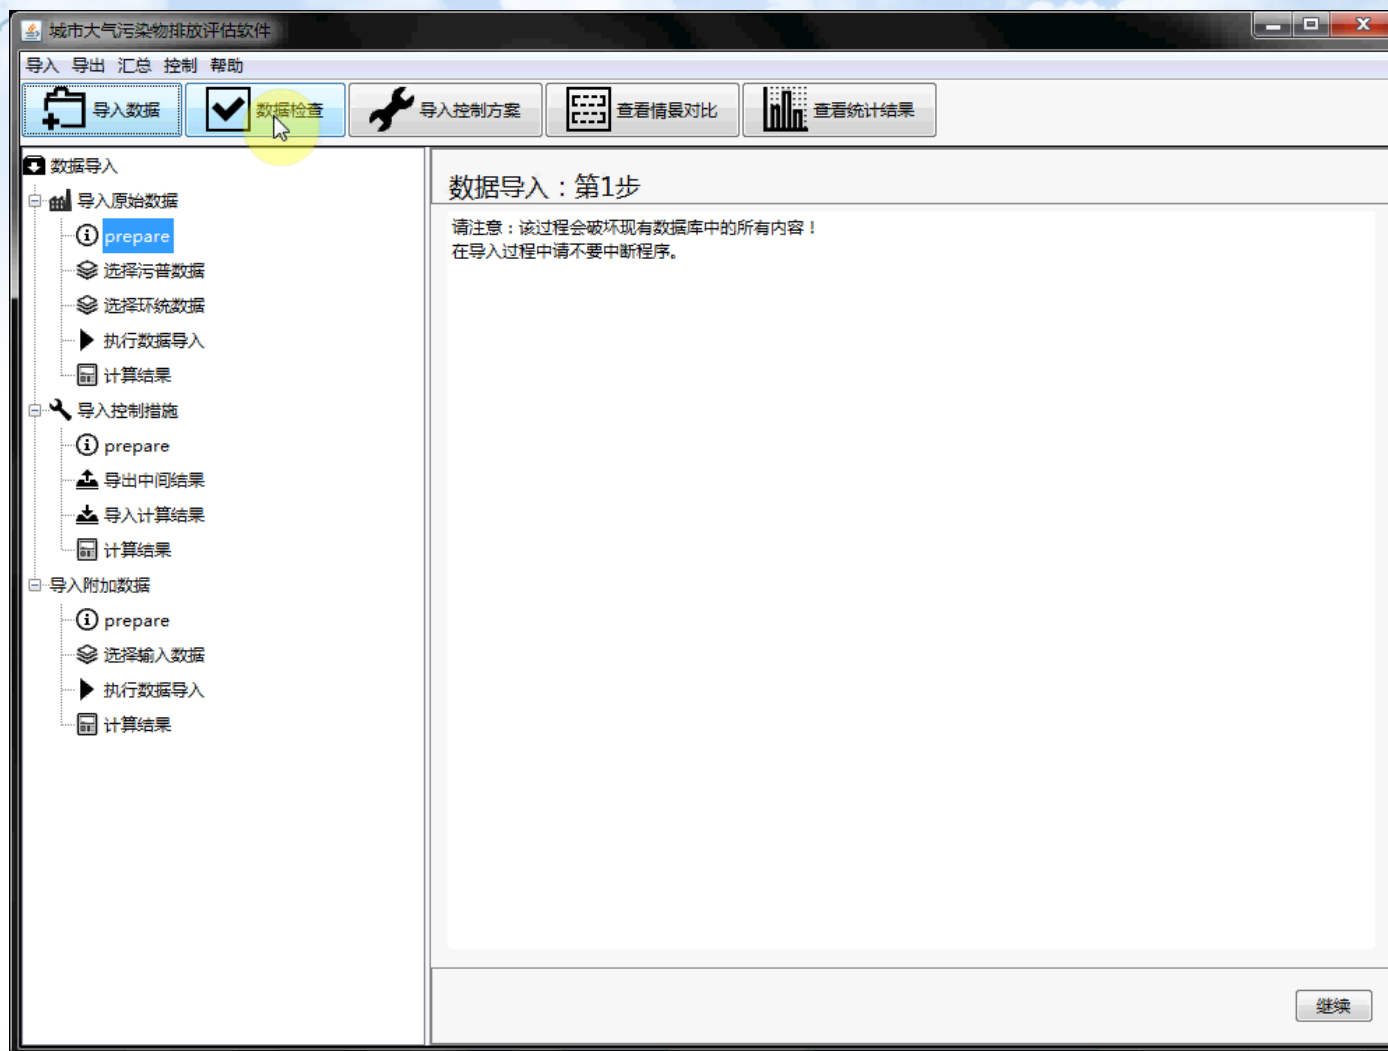 城市大气污染物排放评估软件
导入 导出 汇总 控制 帮助
导入数据 数据检查 导入控制方案 查看情景对比 查看统计结果
数据导入
导入原始数据
prepare
选择污普数据
选择环统数据
执行数据导入
计算结果
导入控制措施
prepare
导出中间结果
导入计算结果
计算结果
导入附加数据
prepare
选择输入数据
执行数据导入
计算结果
数据导入：第1步
请注意：该过程会破坏现有数据库中的所有内容！
在导入过程中请不要中断程序。
继续